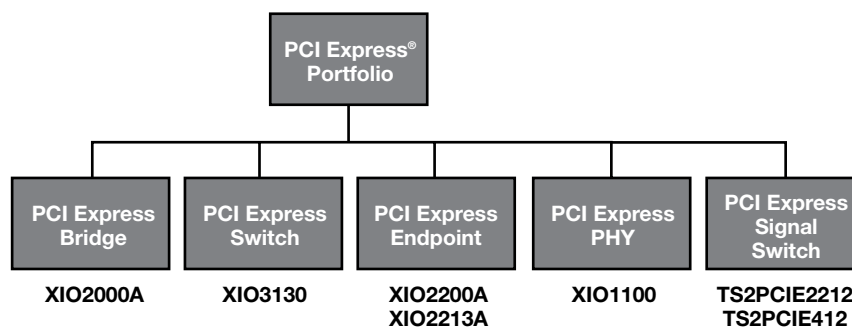 PCI Express®
Portfolio
PCI Express
Bridge
PCI Express
Switch
PCI Express
Endpoint
PCI Express
PHY
PCI Express
Signal
Switch
XIO2000A
XIO3130
XIO2200A
XIO2213A
XIO1100
TS2PCIE2212
TS2PCIE412